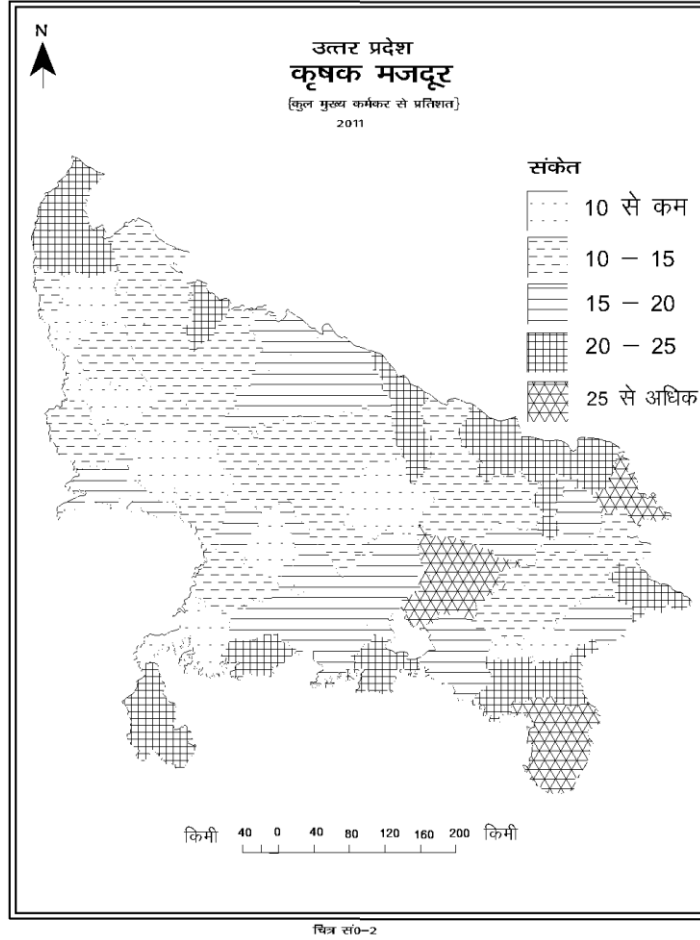 N
उत्तर प्रदेश
कृषक मजदूर
{कुल मुख्य कर्मकर से प्रतिशत}
2011
संकेत
10 से कम
10 – 15
15 – 20
20 – 25
25 से अधिक
किमी 40 0 40 80 120 160 200 किमी
चित्र सं0–2